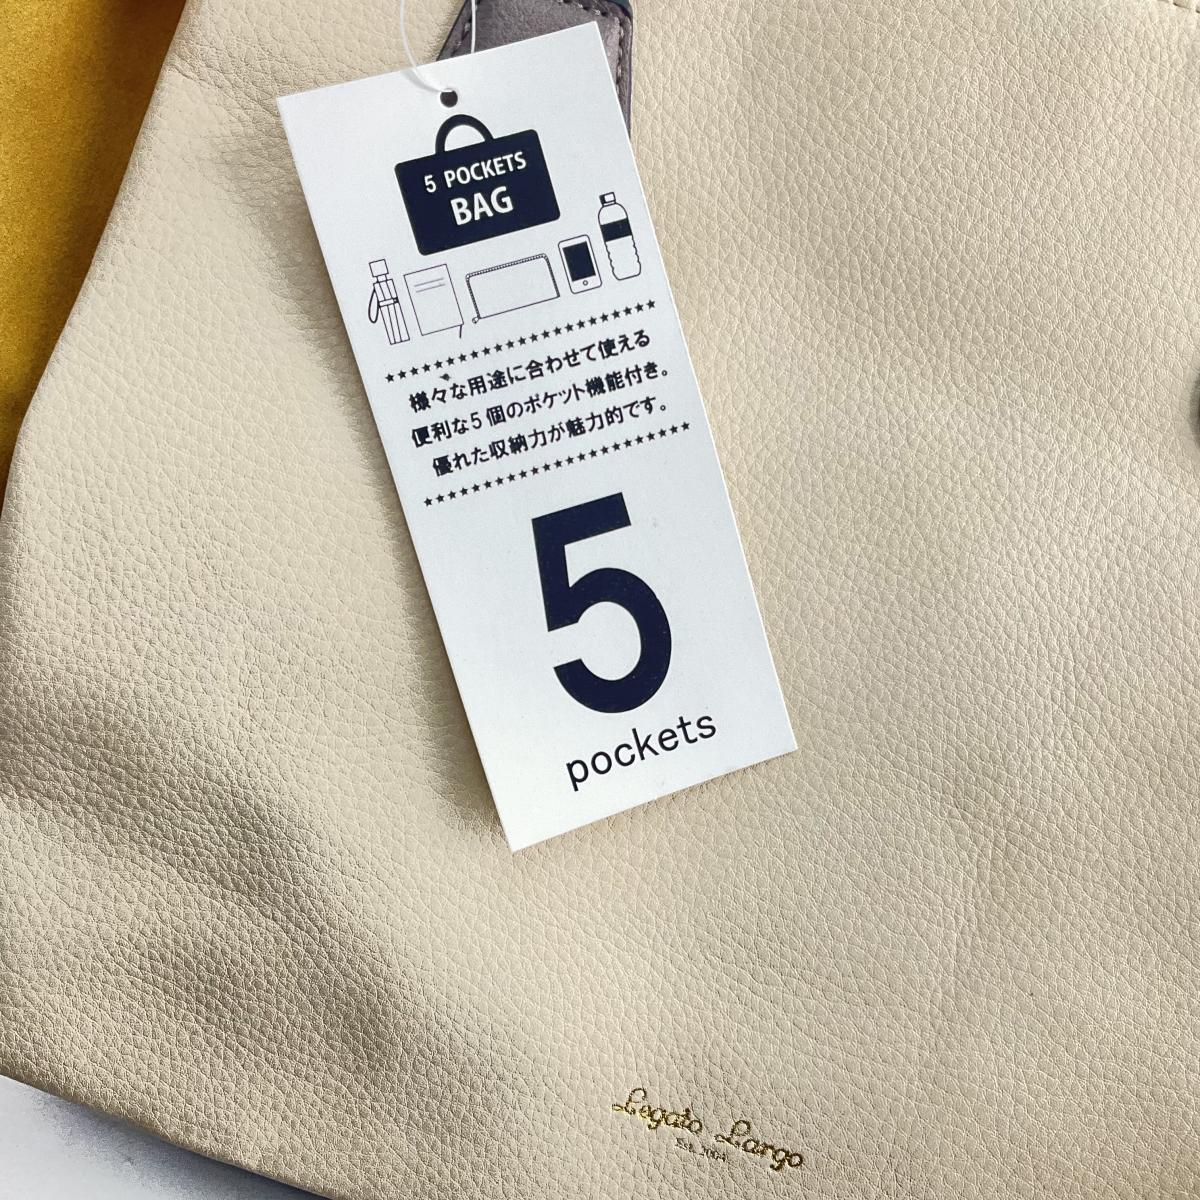 5 POCKETS
BAG
様々な用途に合わせて使える
便利な5個のポケット機能付き。
優れた収納力が魅力的です。
5
pockets
Legato Largo
Est. 2004